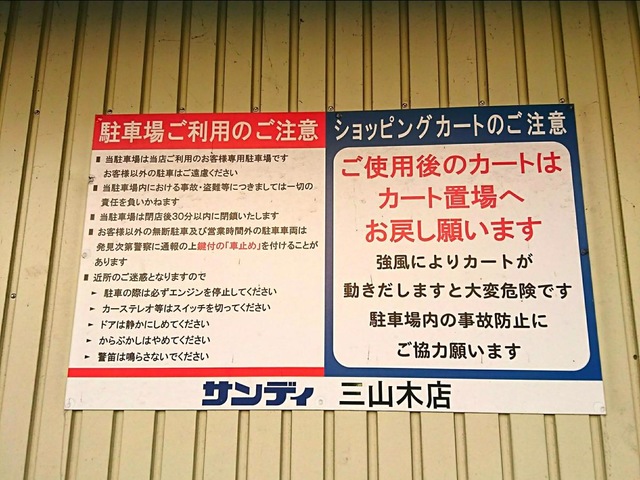 駐車場ご利用のご注意
■ 当駐車場は当店ご利用のお客様専用駐車場です
お客様以外の駐車はご遠慮ください
■ 当駐車場内における事故・盗難等につきましては一切の
責任を負いかねます
■ 当駐車場は閉店後30分以内に閉鎖いたします
■ お客様以外の無断駐車及び営業時間外の駐車車両は
発見次第警察に通報の上鍵付の「車止め」を付けることが
あります
■ 近所のご迷惑となりますので
► 駐車の際は必ずエンジンを停止してください
► カーステレオ等はスイッチを切ってください
► ドアは静かにしめてください
► からぶかしはやめてください
► 警笛は鳴らさないでください
ショッピングカートのご注意
ご使用後のカートは
カート置場へ
お戻し願います
強風によりカートが
動きだしますと大変危険です
駐車場内の事故防止に
ご協力願います
サンディ 三山木店